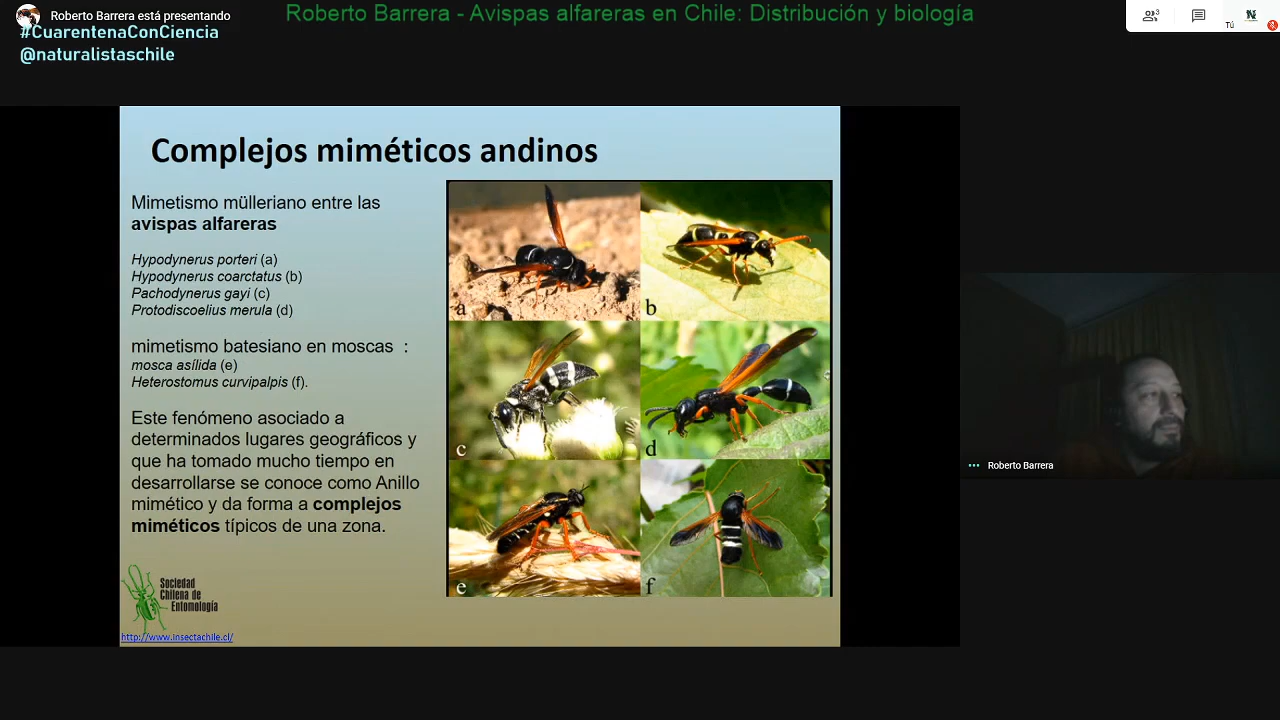 Roberto Barrera está presentando
Roberto Barrera - Avispas alfareras en Chile: Distribución y biología
#CuarentenaConCiencia
@naturalistaschile
3
Tú
Complejos miméticos andinos
Mimetismo mülleriano entre las
avispas alfareras
Hypodynerus porteri (a)
Hypodynerus coarctatus (b)
Pachodynerus gayi (c)
Protodiscoelius merula (d)
mimetismo batesiano en moscas :
mosca asílida (e)
Heterostomus curvipalpis (f).
Este fenómeno asociado a
determinados lugares geográficos y
que ha tomado mucho tiempo en
desarrollarse se conoce como Anillo
mimético y da forma a complejos
miméticos típicos de una zona.
a
b
c
d
e
f
Sociedad
Chilena de
Entomología
http://www.insectachile.cl/
Roberto Barrera